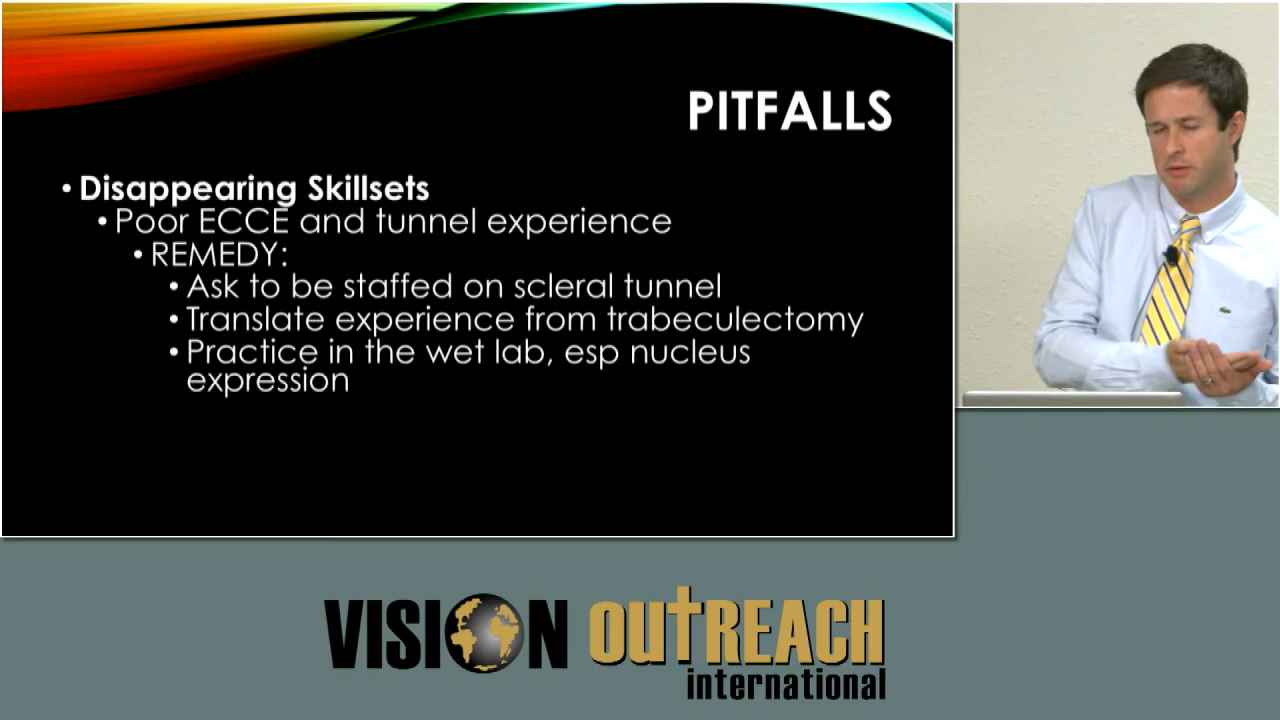 PITFALLS
• Disappearing Skillsets
• Poor ECCE and tunnel experience
• REMEDY:
• Ask to be staffed on scleral tunnel
• Translate experience from trabeculectomy
• Practice in the wet lab, esp nucleus
expression
VISION OUTREACH
international